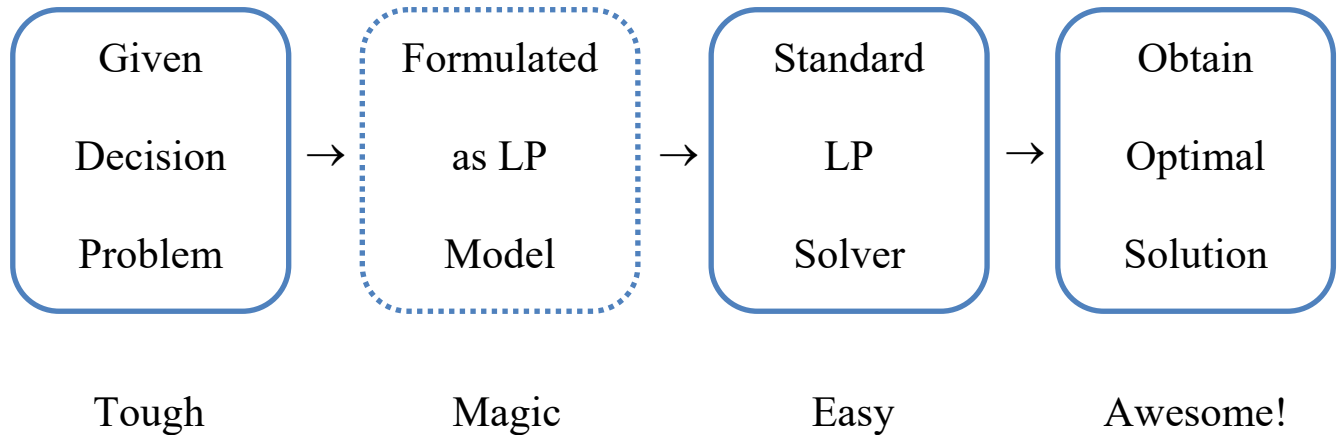 Given
Decision
Problem
→
Formulated
as LP
Model
→
Standard
LP
Solver
→
Obtain
Optimal
Solution
Tough
Magic
Easy
Awesome!